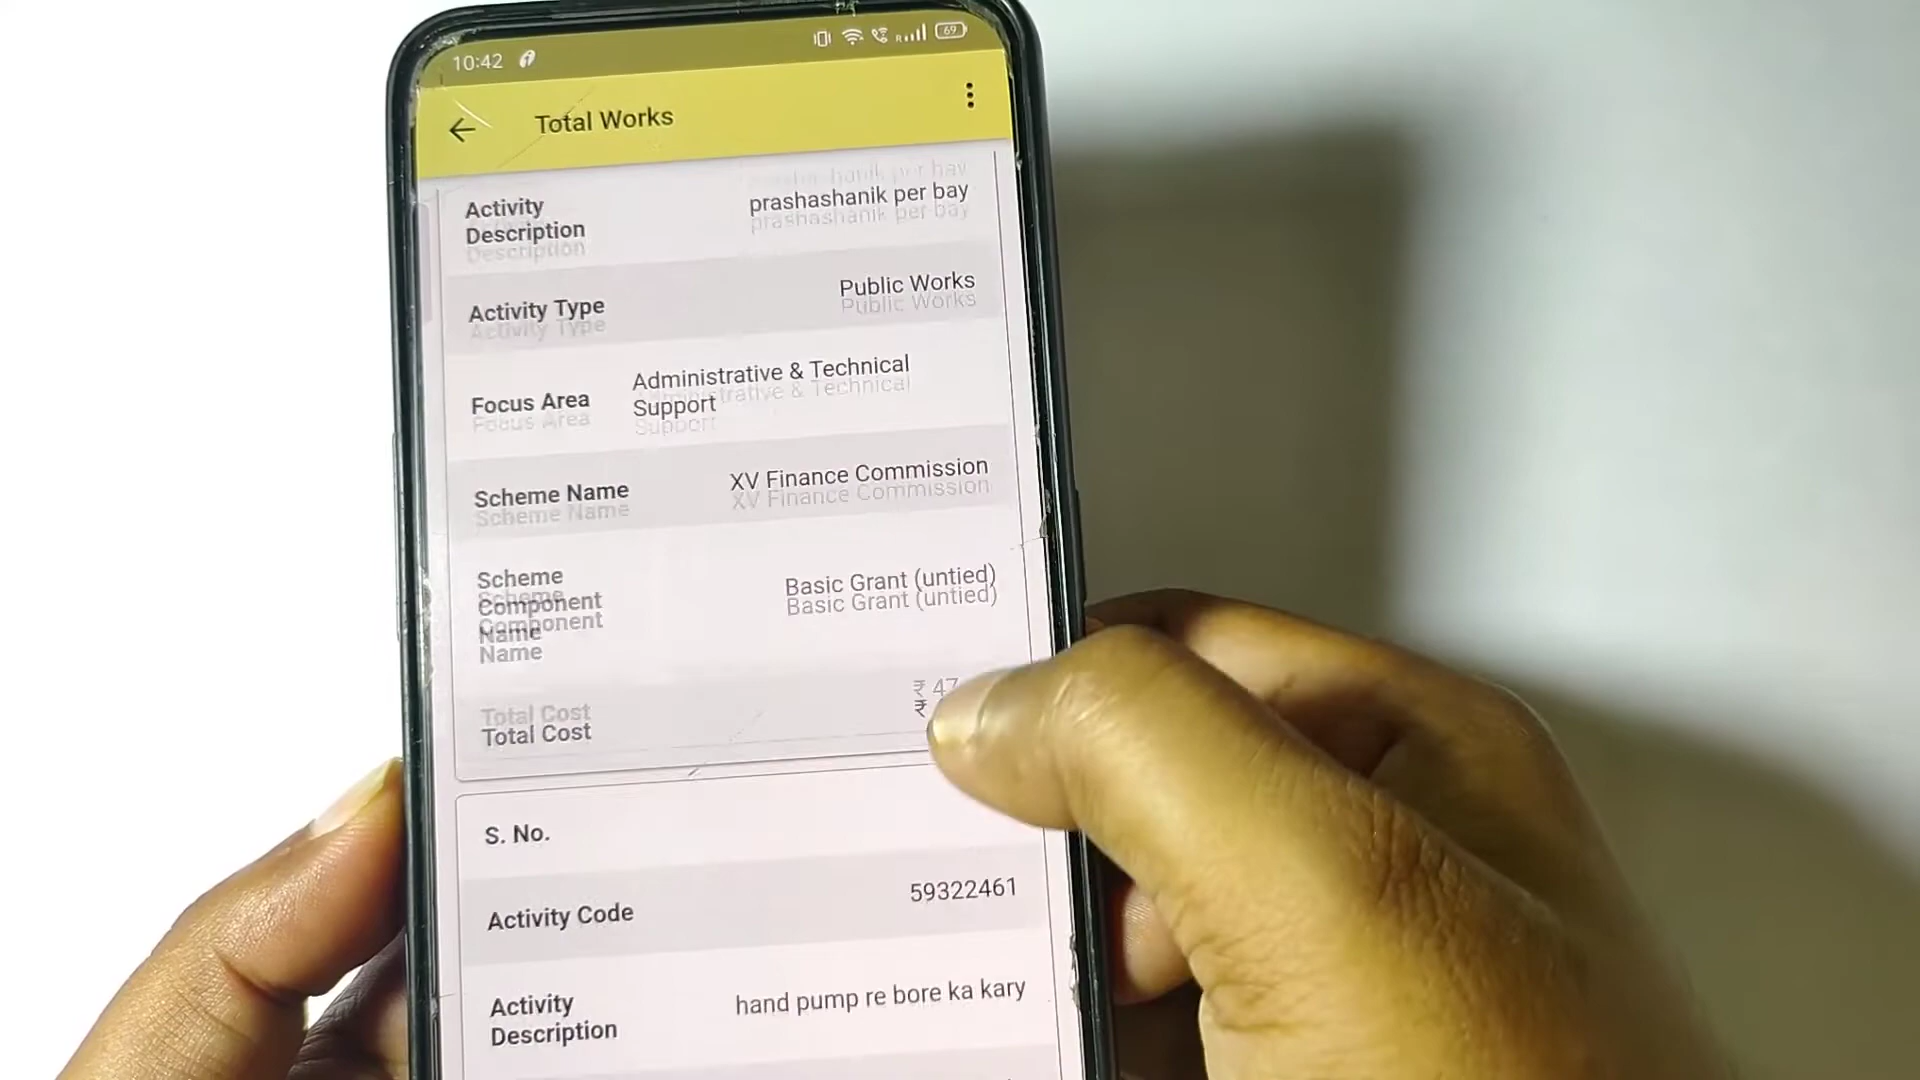 10:42
69
Total Works
Activity
Description
prashashanik per bay
Activity Type
Public Works
Focus Area
Administrative & Technical
Support
Scheme Name
XV Finance Commission
Scheme
Component
Name
Basic Grant (untied)
Total Cost
₹ 47
S. No.
Activity Code
59322461
Activity
Description
hand pump re bore ka kary